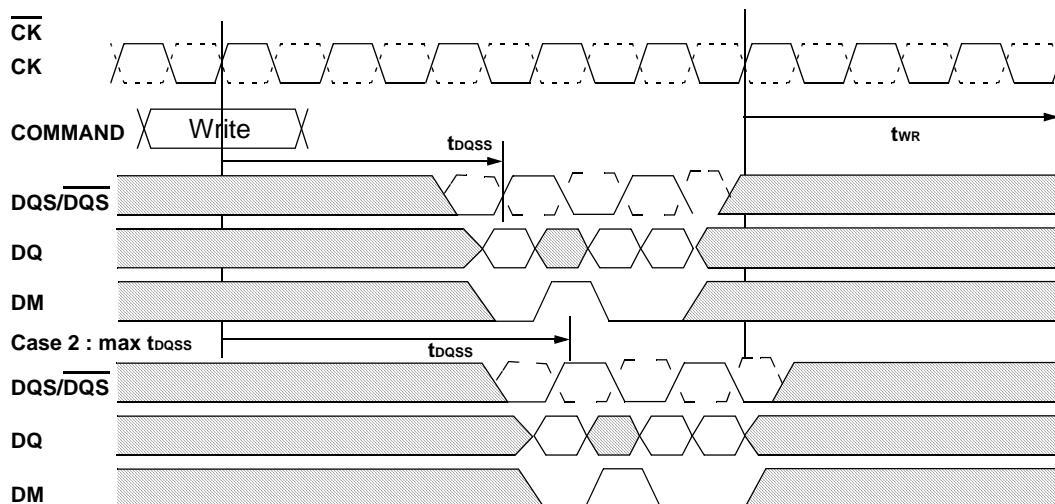 CK
CK
COMMAND Write
tDQSS
tWR
DQS/DQS
DQ
DM
Case 2 : max tDQSS
tDQSS
DQS/DQS
DQ
DM